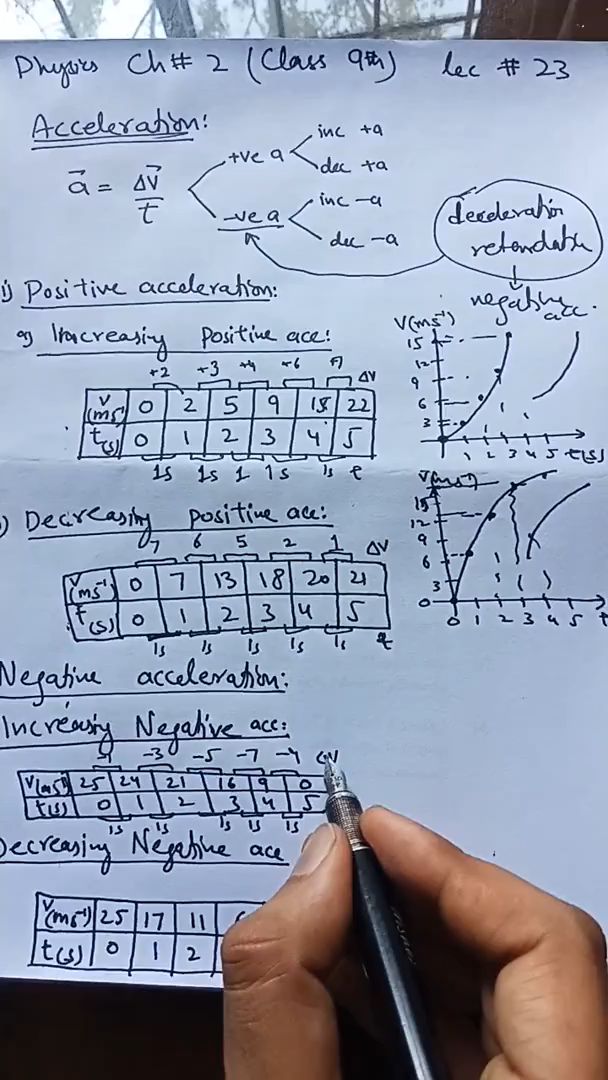 Physics Ch # 2 (Class 9th) lec # 23
Acceleration:
inc +a
+ve a
dec +a
a = Δv
t
-ve a
inc -a
dec -a
deceleration
retardation
negative
acc.
i) Positive acceleration:
a) Increasing Positive acc:
+2 +3 +4 +6 Δv
v (ms⁻¹) 0 2 5 9 15 22
t(s) 0 1 2 3 4 5
1s 1s 1 1s 1s t
v(ms⁻¹)
15
12
9
6
3
0
1 2 3 4 5 t(s)
) Decreasing positive acc:
7 6 5 2 1 Δv
v (ms⁻¹) 0 7 13 18 20 21
t(s) 0 1 2 3 4 5
1s 1s 1s 1s 1s t
v(ms⁻¹)
15
12
9
6
3
0
0 1 2 3 4 5 t
Negative acceleration:
Increasing Negative acc:
-1 -3 -5 -7 -4
v(ms⁻¹) 25 24 21 16 9 0
t(s) 0 1 2 3 4 5
1s 1s 1s 1s 1s
Decreasing Negative acc
v(ms⁻¹) 25 17 11
t(s) 0 1 2